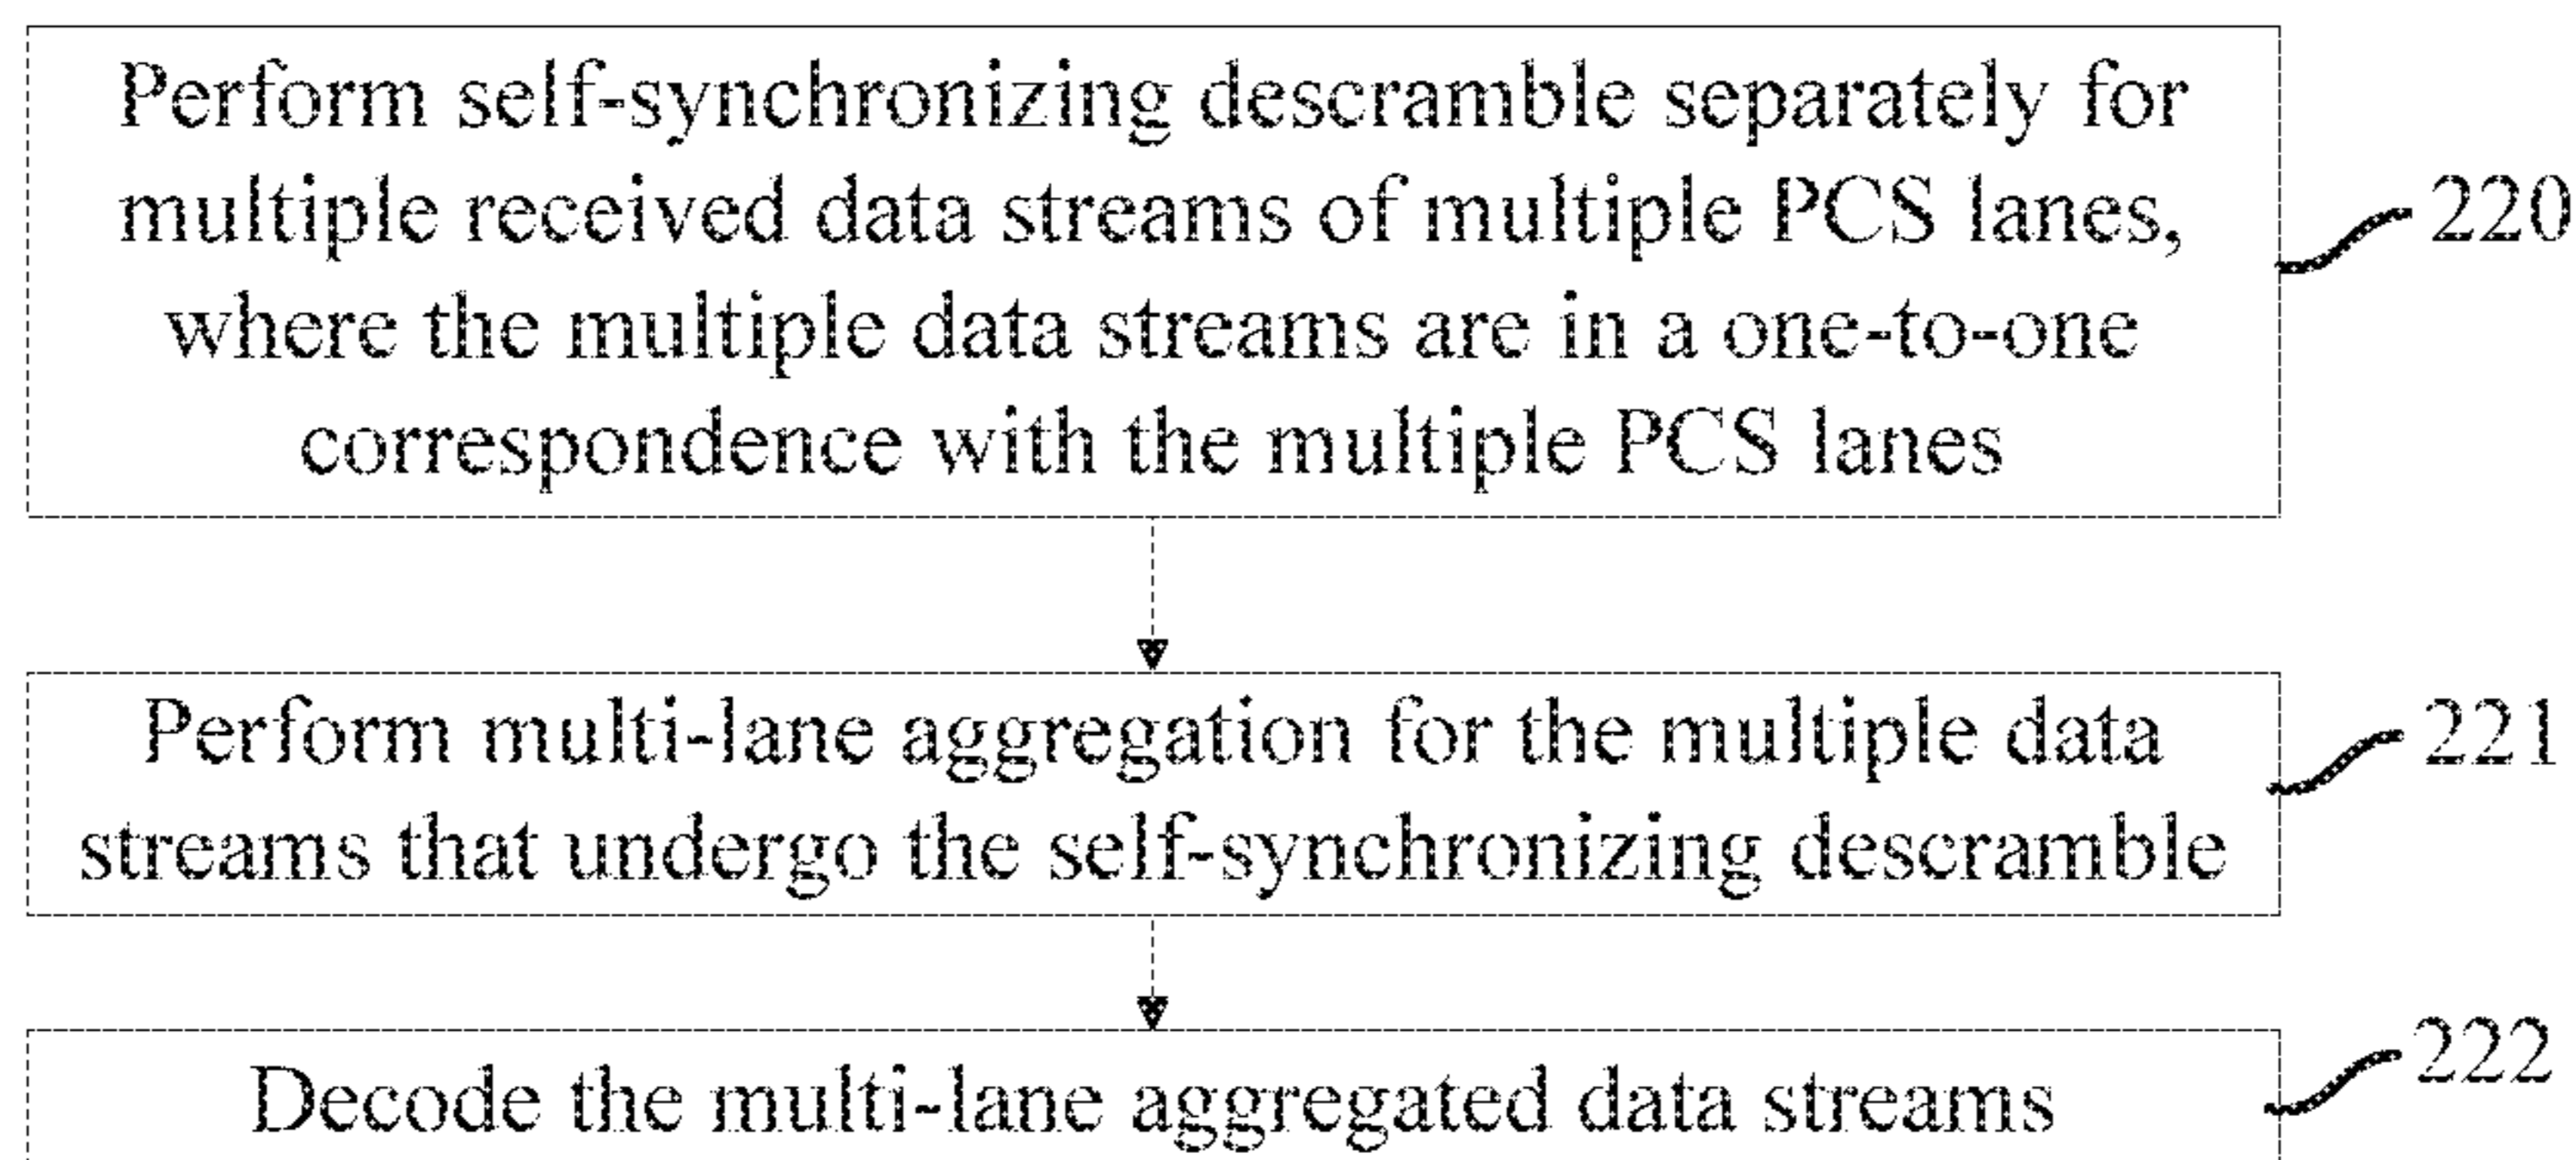 Perform self-synchronizing descramble separately for
multiple received data streams of multiple PCS lanes,
where the multiple data streams are in a one-to-one
correspondence with the multiple PCS lanes
220
Perform multi-lane aggregation for the multiple data
streams that undergo the self-synchronizing descramble
221
Decode the multi-lane aggregated data streams
222